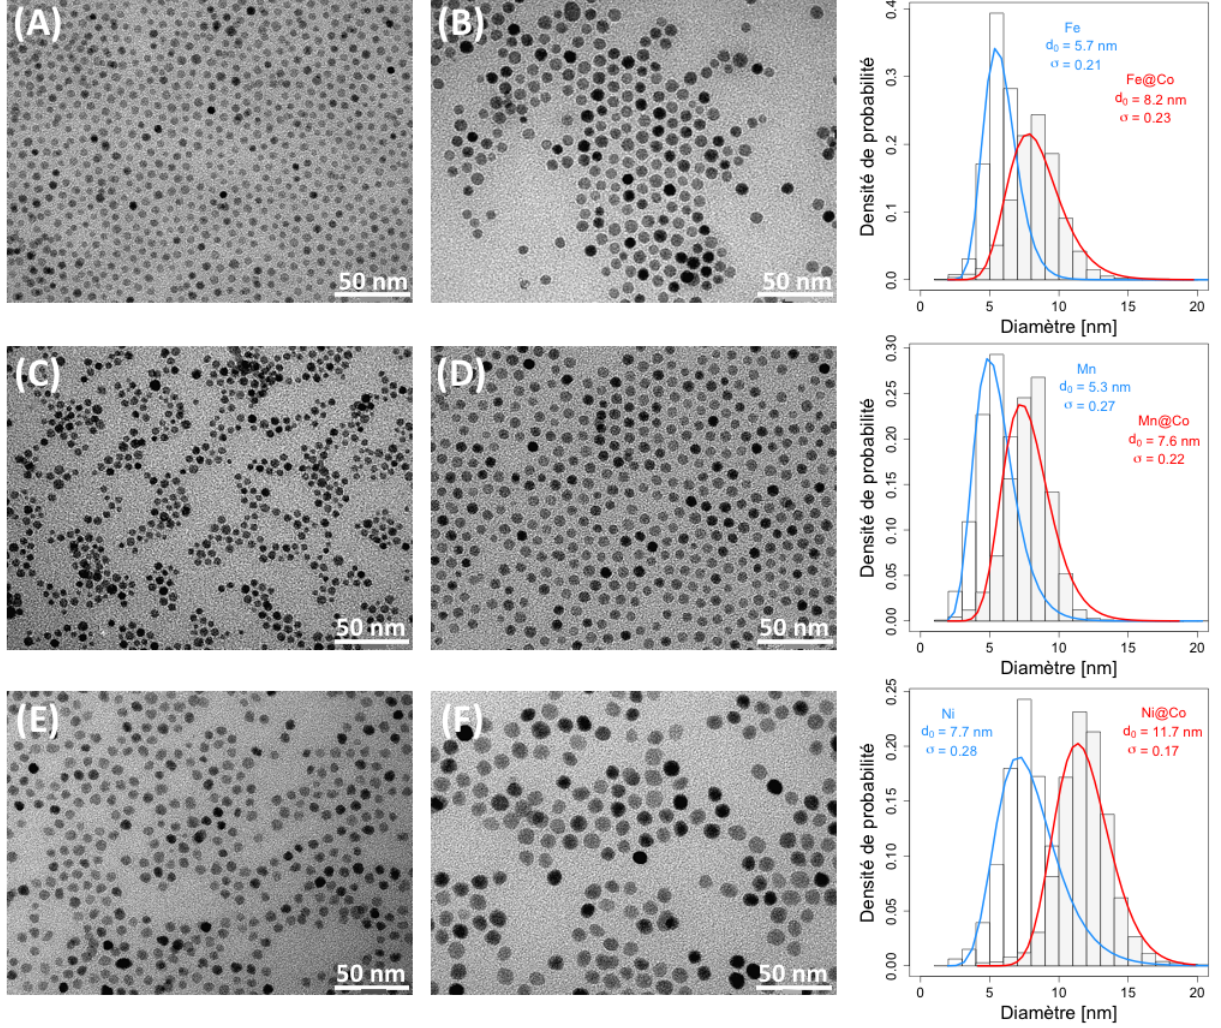 (A)
50 nm
(B)
50 nm
Densité de probabilité
0.4
0.3
0.2
0.1
0.0
Fe
d₀ = 5.7 nm
σ = 0.21
Fe@Co
d₀ = 8.2 nm
σ = 0.23
0 5 10 15 20
Diamètre [nm]
(C)
50 nm
(D)
50 nm
Densité de probabilité
0.30
0.25
0.20
0.15
0.10
0.05
0.00
Mn
d₀ = 5.3 nm
σ = 0.27
Mn@Co
d₀ = 7.6 nm
σ = 0.22
0 5 10 15 20
Diamètre [nm]
(E)
50 nm
(F)
50 nm
Densité de probabilité
0.25
0.20
0.15
0.10
0.05
0.00
Ni
d₀ = 7.7 nm
σ = 0.28
Ni@Co
d₀ = 11.7 nm
σ = 0.17
0 5 10 15 20
Diamètre [nm]